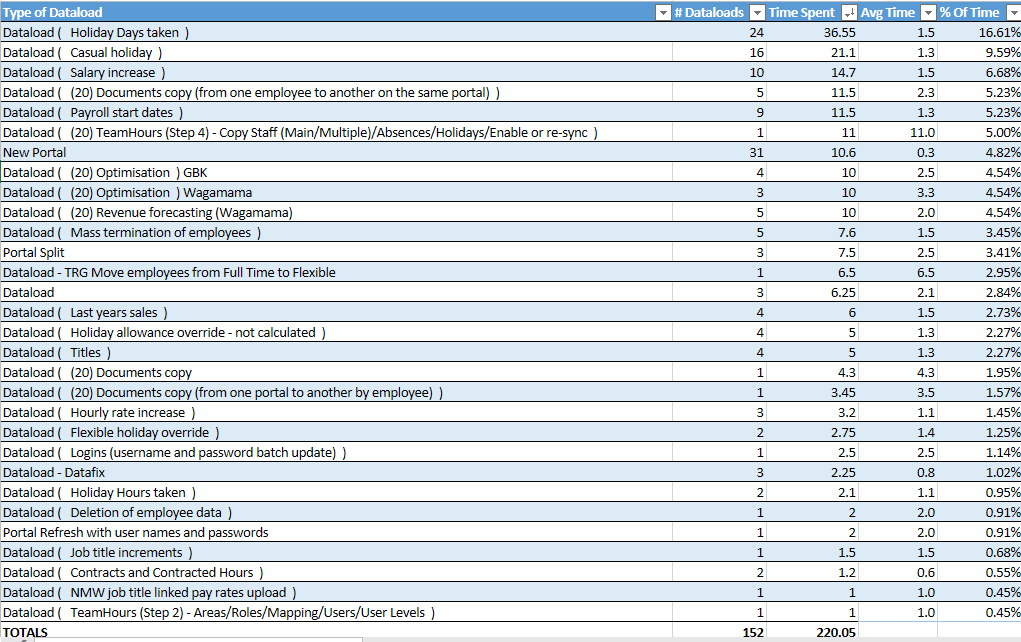 Type of Dataload # Dataloads Time Spent Avg Time % Of Time
Dataload ( Holiday Days taken ) 24 36.55 1.5 16.61%
Dataload ( Casual holiday ) 16 21.1 1.3 9.59%
Dataload ( Salary increase ) 10 14.7 1.5 6.68%
Dataload ( (20) Documents copy (from one employee to another on the same portal) ) 5 11.5 2.3 5.23%
Dataload ( Payroll start dates ) 9 11.5 1.3 5.23%
Dataload ( (20) TeamHours (Step 4) - Copy Staff (Main/Multiple)/Absences/Holidays/Enable or re-sync ) 1 11 11.0 5.00%
New Portal 31 10.6 0.3 4.82%
Dataload ( (20) Optimisation ) GBK 4 10 2.5 4.54%
Dataload ( (20) Optimisation ) Wagamama 3 10 3.3 4.54%
Dataload ( (20) Revenue forecasting (Wagamama) 5 10 2.0 4.54%
Dataload ( Mass termination of employees ) 5 7.6 1.5 3.45%
Portal Split 3 7.5 2.5 3.41%
Dataload - TRG Move employees from Full Time to Flexible 1 6.5 6.5 2.95%
Dataload 3 6.25 2.1 2.84%
Dataload ( Last years sales ) 4 6 1.5 2.73%
Dataload ( Holiday allowance override - not calculated ) 4 5 1.3 2.27%
Dataload ( Titles ) 4 5 1.3 2.27%
Dataload ( (20) Documents copy 1 4.3 4.3 1.95%
Dataload ( (20) Documents copy (from one portal to another by employee) ) 1 3.45 3.5 1.57%
Dataload ( Hourly rate increase ) 3 3.2 1.1 1.45%
Dataload ( Flexible holiday override ) 2 2.75 1.4 1.25%
Dataload ( Logins (username and password batch update) ) 1 2.5 2.5 1.14%
Dataload - Datafix 3 2.25 0.8 1.02%
Dataload ( Holiday Hours taken ) 2 2.1 1.1 0.95%
Dataload ( Deletion of employee data ) 1 2 2.0 0.91%
Portal Refresh with user names and passwords 1 2 2.0 0.91%
Dataload ( Job title increments ) 1 1.5 1.5 0.68%
Dataload ( Contracts and Contracted Hours ) 2 1.2 0.6 0.55%
Dataload ( NMW job title linked pay rates upload ) 1 1 1.0 0.45%
Dataload ( TeamHours (Step 2) - Areas/Roles/Mapping/Users/User Levels ) 1 1 1.0 0.45%
TOTALS 152 220.05